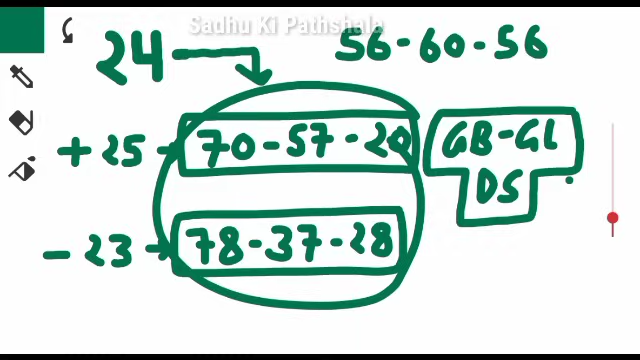 Sadhu Ki Pathshala
24 56-60-56
+25 70-57-20 GB-GL
DS
-23 78-37-28